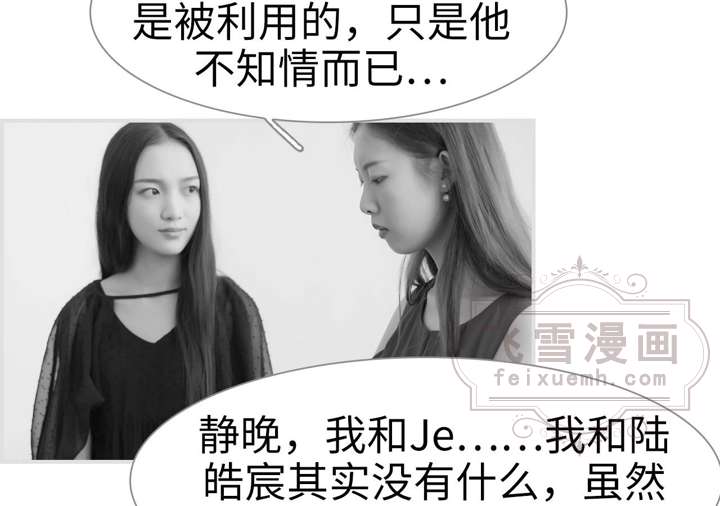 是被利用的，只是他
不知情而已…
飞雪漫画
feixuemh.com
静晚，我和Je……我和陆
皓宸其实没有什么，虽然